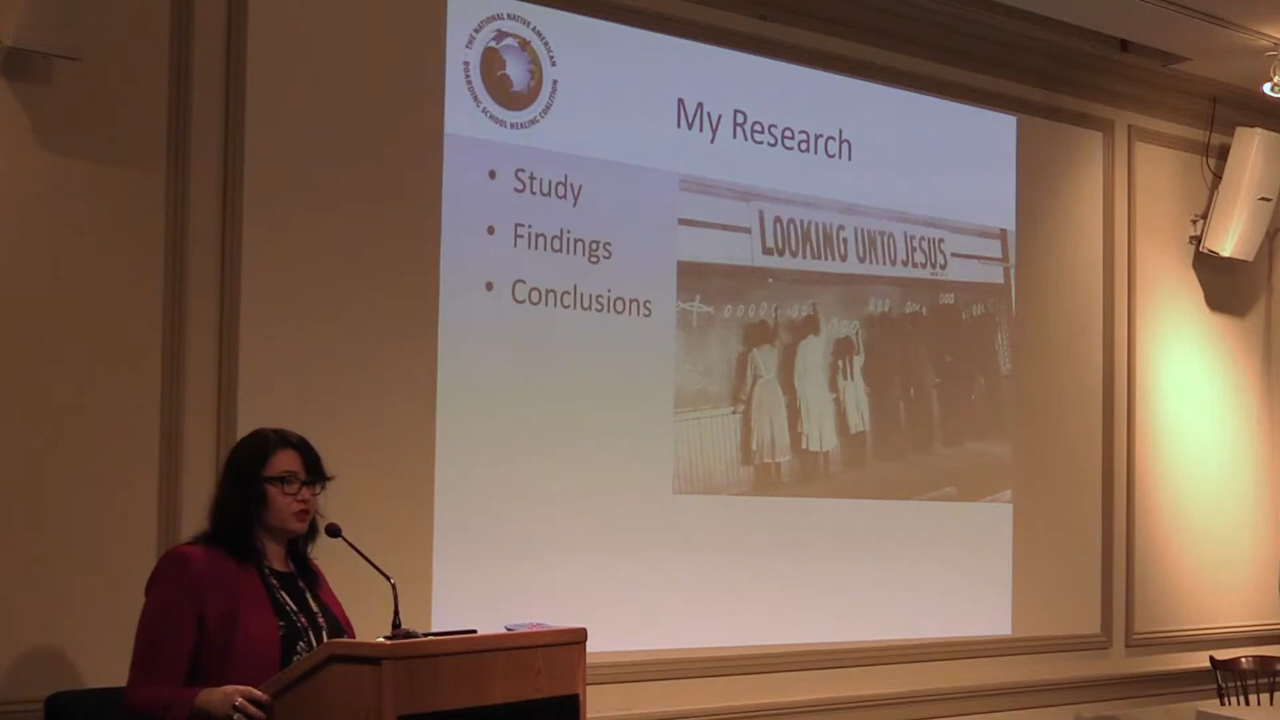 THE NATIONAL NATIVE AMERICAN
BOARDING SCHOOL HEALING COALITION
My Research
• Study
• Findings
• Conclusions
LOOKING UNTO JESUS